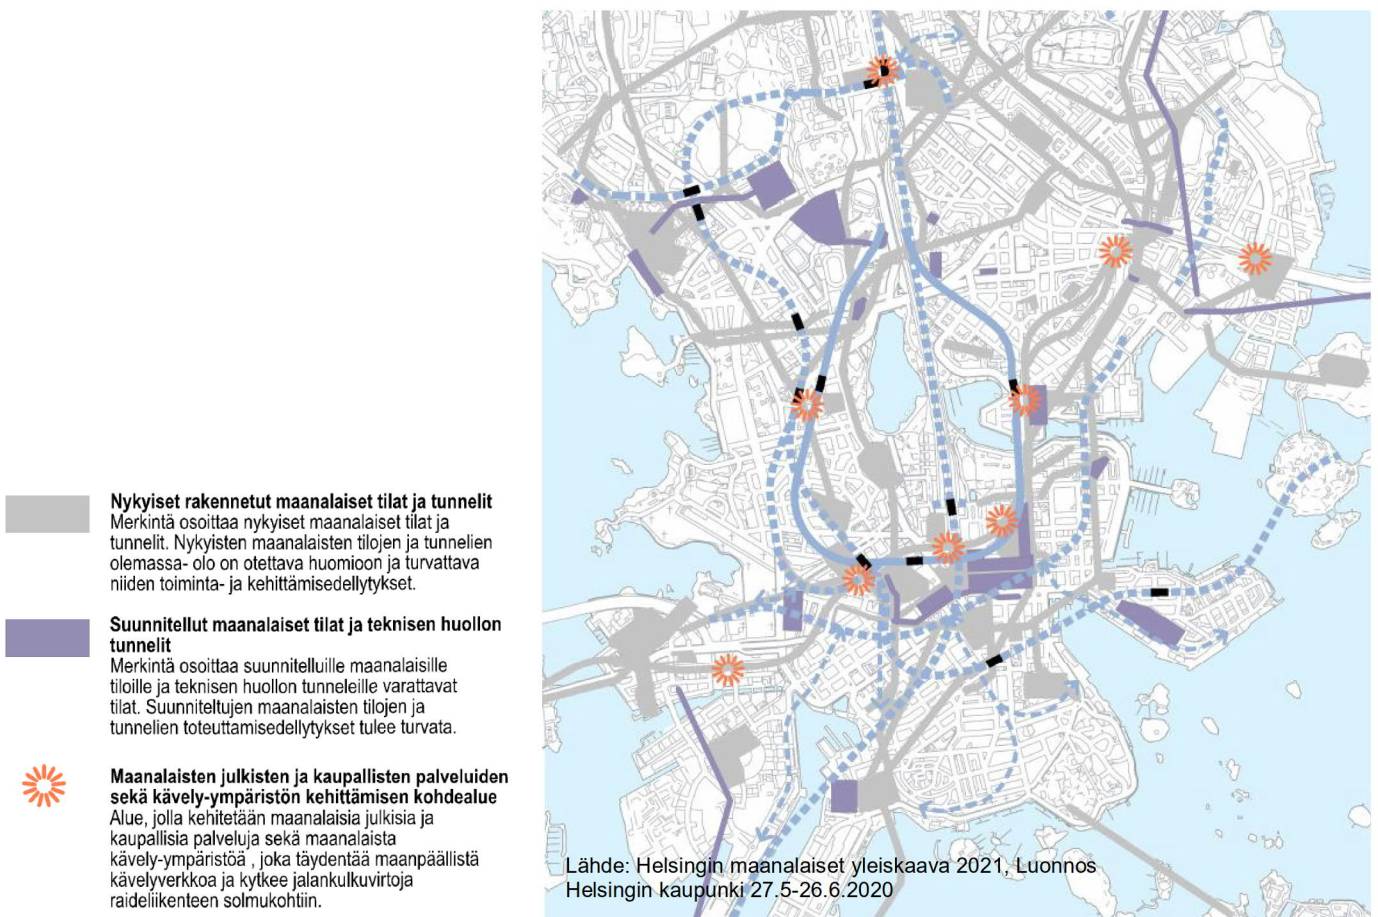 Nykyiset rakennetut maanalaiset tilat ja tunnelit
Merkintä osoittaa nykyiset maanalaiset tilat ja
tunnelit. Nykyisten maanalaisten tilojen ja tunnelien
olemassa- olo on otettava huomioon ja turvattava
niiden toiminta- ja kehittämisedellytykset.
Suunnitellut maanalaiset tilat ja teknisen huollon
tunnelit
Merkintä osoittaa suunnitelluille maanalaisille
tiloille ja teknisen huollon tunneleille varattavat
tilat. Suunniteltujen maanalaisten tilojen ja
tunnelien toteuttamisedellytykset tulee turvata.
Maanalaisten julkisten ja kaupallisten palveluiden
sekä kävely-ympäristön kehittämisen kohdealue
Alue, jolla kehitetään maanalaisia julkisia ja
kaupallisia palveluja sekä maanalaista
kävely-ympäristöä , joka täydentää maanpäällistä
kävelyverkkoa ja kytkee jalankulkuvirtoja
raideliikenteen solmukohtiin.
Lähde: Helsingin maanalaiset yleiskaava 2021, Luonnos
Helsingin kaupunki 27.5-26.6.2020